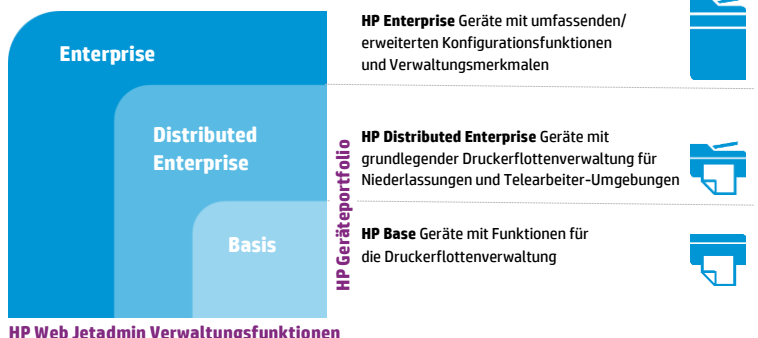 Enterprise
Distributed
Enterprise
Basis
HP Geräteportfolio
HP Enterprise Geräte mit umfassenden/
erweiterten Konfigurationsfunktionen
und Verwaltungsmerkmalen
HP Distributed Enterprise Geräte mit
grundlegender Druckerflottenverwaltung für
Niederlassungen und Telearbeiter-Umgebungen
HP Base Geräte mit Funktionen für
die Druckerflottenverwaltung
HP Web Jetadmin Verwaltungsfunktionen